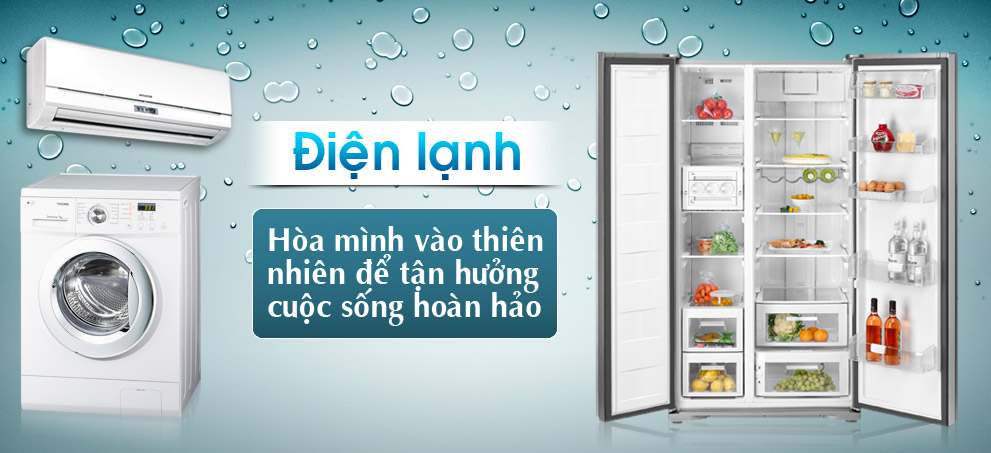 Điện lạnh
Hòa mình vào thiên
nhiên để tận hưởng
cuộc sống hoàn hảo